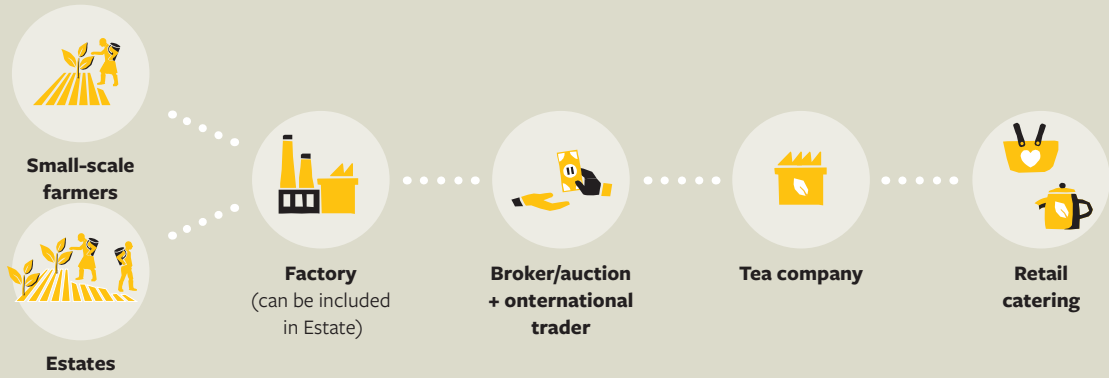 Small-scale
farmers
Estates
Factory
(can be included
in Estate)
Broker/auction
+ onternational
trader
Tea company
Retail
catering